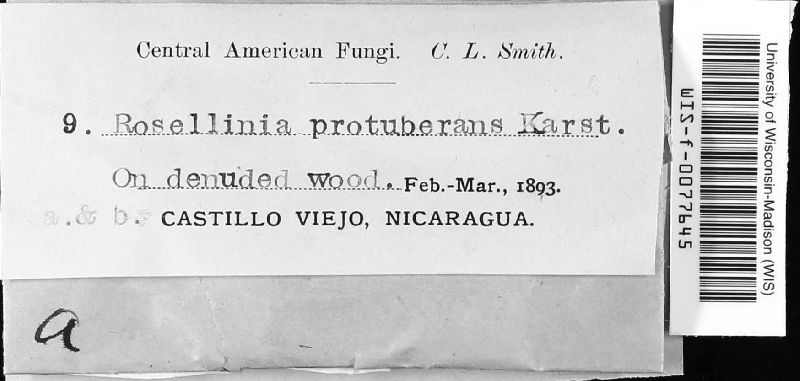 Central American Fungi. C. L. Smith.
9. Rosellinia protuberans Karst.
On denuded wood. Feb.-Mar., 1893.
a. & b. CASTILLO VIEJO, NICARAGUA.
a
WIS-f-0077645
University of Wisconsin-Madison (WIS)